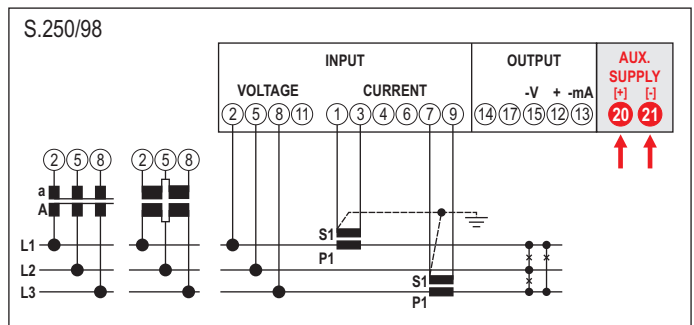 S.250/98
INPUT
OUTPUT
AUX.
SUPPLY
VOLTAGE
CURRENT
-V + -mA
[+] [-]
2 5 8 11 1 3 4 6 7 9 14 17 15 12 13 20 21
2 5 8 2 5 8
a
A
L1
L2
L3
S1
P1
S1
P1